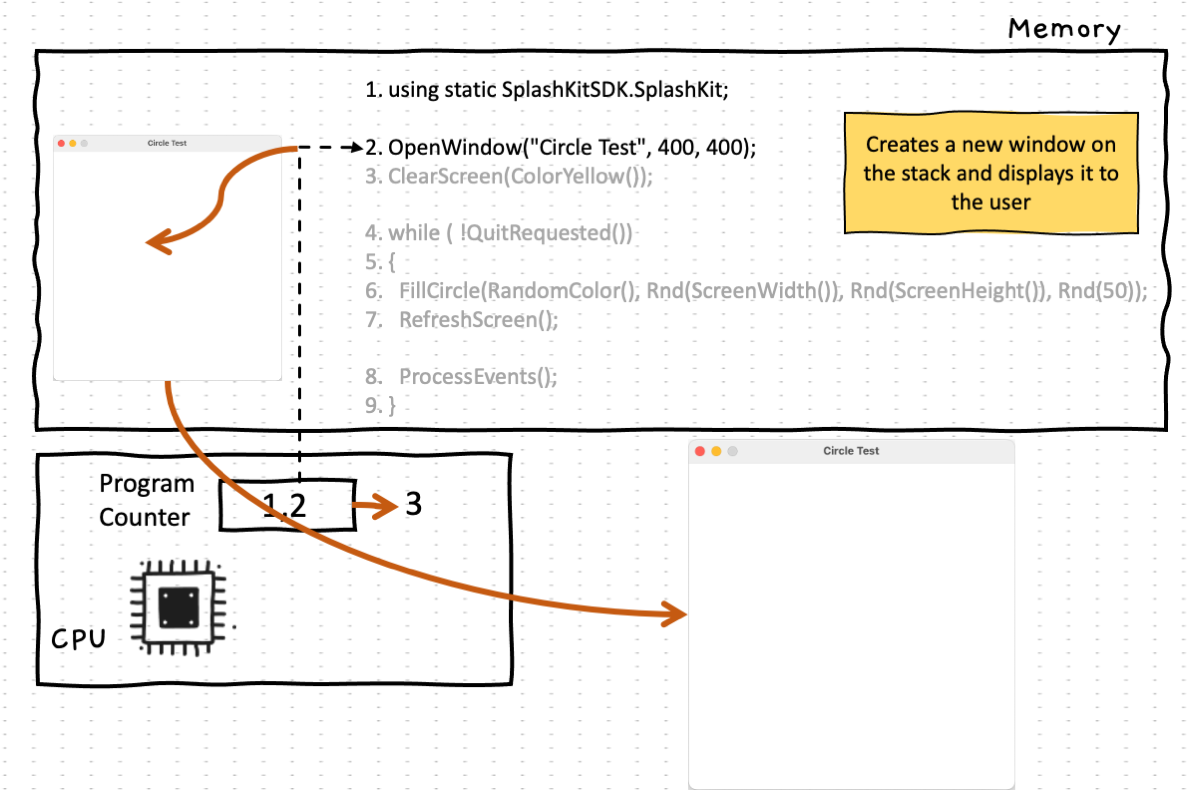 Memory
1. using static SplashKitSDK.SplashKit;
Circle Test
2. OpenWindow("Circle Test", 400, 400);
3. ClearScreen(ColorYellow());
4. while ( !QuitRequested())
5. {
6. FillCircle(RandomColor(), Rnd(ScreenWidth()), Rnd(ScreenHeight()), Rnd(50));
7. RefreshScreen();
8. ProcessEvents();
9. }
Creates a new window on
the stack and displays it to
the user
Program
Counter
1,2
3
CPU
Circle Test